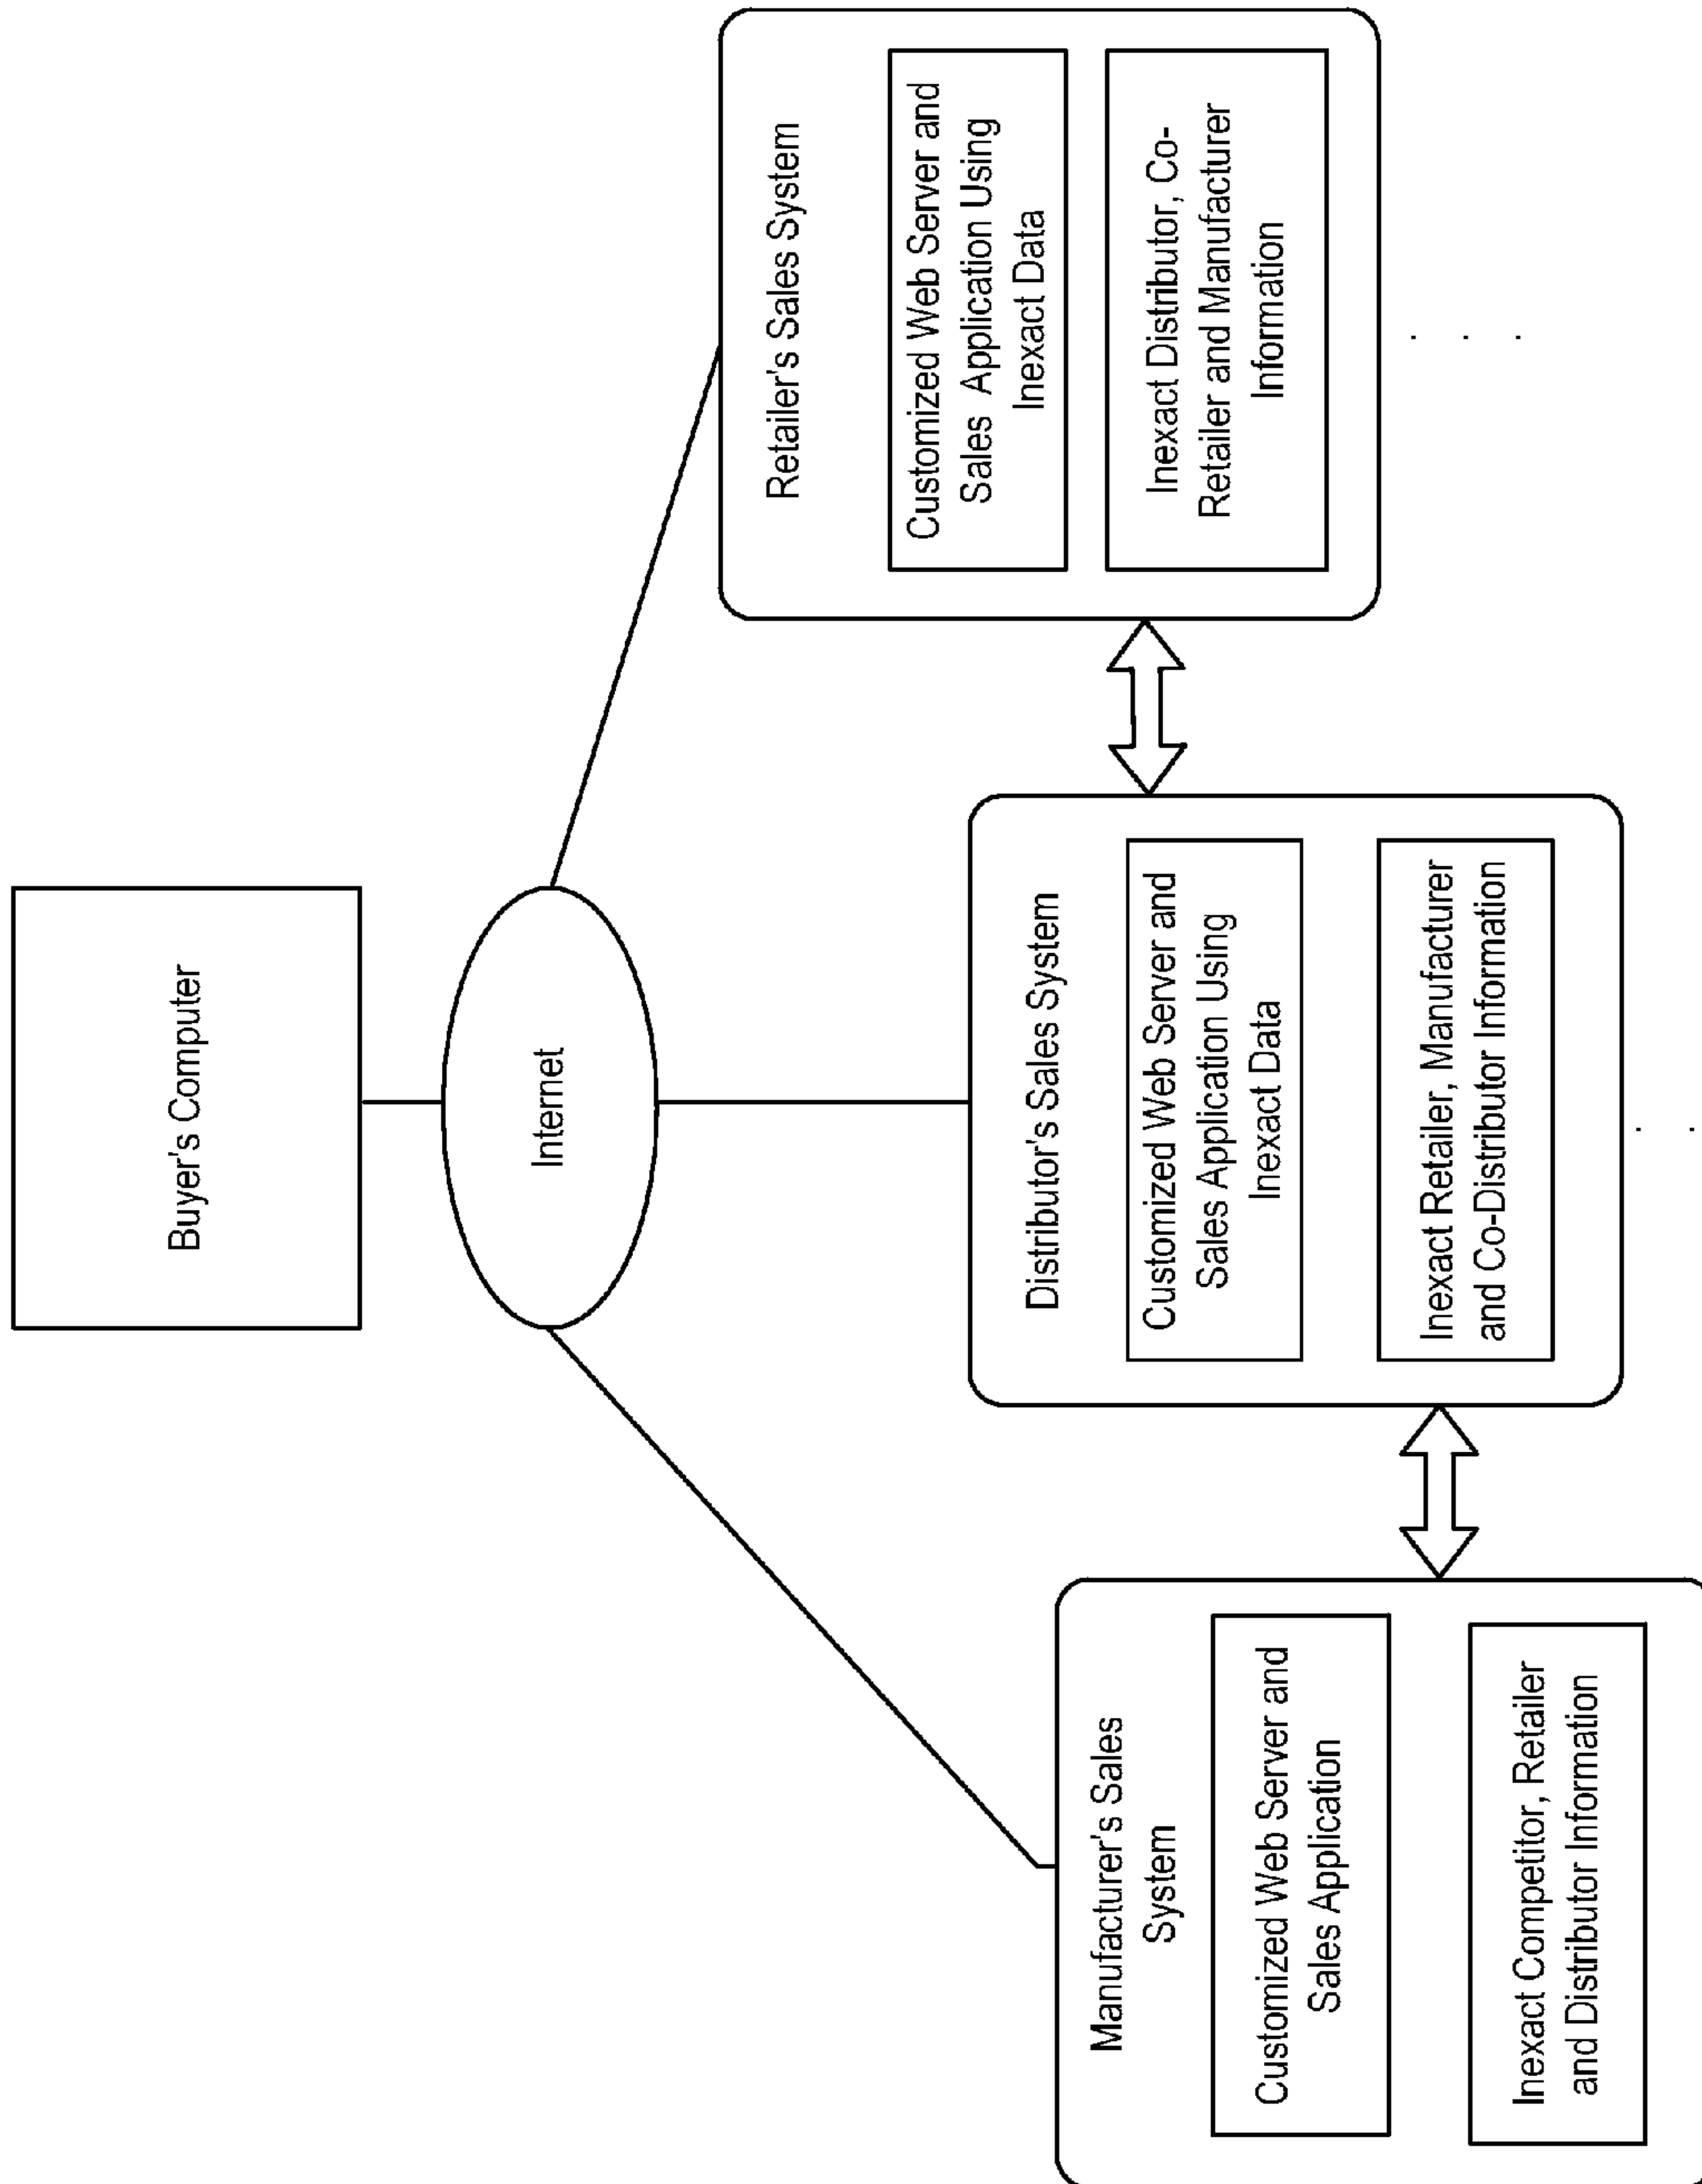 Buyer's Computer
Internet
Manufacturer's Sales
System
Customized Web Server and
Sales Application
Inexact Competitor, Retailer
and Distributor Information
Distributor's Sales System
Customized Web Server and
Sales Application Using
Inexact Data
Inexact Retailer, Manufacturer
and Co-Distributor Information
Retailer's Sales System
Customized Web Server and
Sales Application Using
Inexact Data
Inexact Distributor, Co-
Retailer and Manufacturer
Information